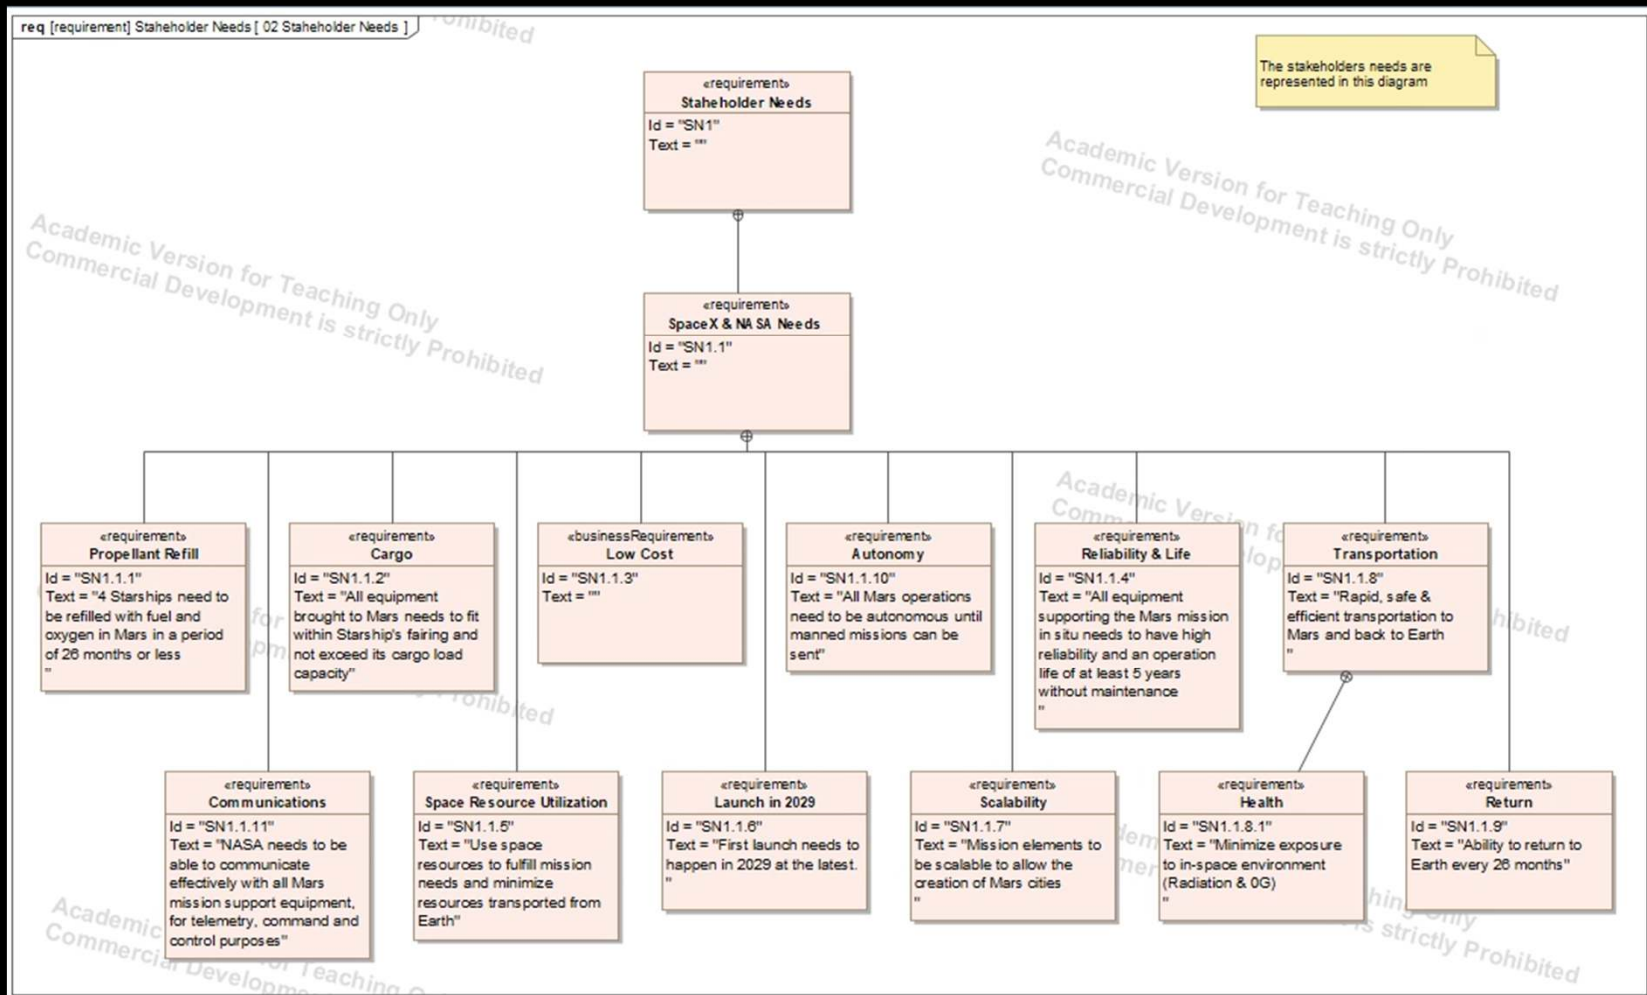 req [requirement] Staheholder Needs [ 02 Staheholder Needs ]
The stakeholders needs are
represented in this diagram
«requirement»
Staheholder Needs
Id = "SN1"
Text = ""
«requirement»
SpaceX & NASA Needs
Id = "SN1.1"
Text = ""
«requirement»
Propellant Refill
Id = "SN1.1.1"
Text = "4 Starships need to
be refilled with fuel and
oxygen in Mars in a period
of 26 months or less
"
«requirement»
Cargo
Id = "SN1.1.2"
Text = "All equipment
brought to Mars needs to fit
within Starship's fairing and
not exceed its cargo load
capacity"
«businessRequirement»
Low Cost
Id = "SN1.1.3"
Text = ""
«requirement»
Autonomy
Id = "SN1.1.10"
Text = "All Mars operations
need to be autonomous until
manned missions can be
sent"
«requirement»
Reliability & Life
Id = "SN1.1.4"
Text = "All equipment
supporting the Mars mission
in situ needs to have high
reliability and an operation
life of at least 5 years
without maintenance
"
«requirement»
Transportation
Id = "SN1.1.8"
Text = "Rapid, safe &
efficient transportation to
Mars and back to Earth
"
«requirement»
Communications
Id = "SN1.1.11"
Text = "NASA needs to be
able to communicate
effectively with all Mars
mission support equipment,
for telemetry, command and
control purposes"
«requirement»
Space Resource Utilization
Id = "SN1.1.5"
Text = "Use space
resources to fulfill mission
needs and minimize
resources transported from
Earth"
«requirement»
Launch in 2029
Id = "SN1.1.6"
Text = "First launch needs to
happen in 2029 at the latest.
"
«requirement»
Scalability
Id = "SN1.1.7"
Text = "Mission elements to
be scalable to allow the
creation of Mars cities
"
«requirement»
Health
Id = "SN1.1.8.1"
Text = "Minimize exposure
to in-space environment
(Radiation & 0G)
"
«requirement»
Return
Id = "SN1.1.9"
Text = "Ability to return to
Earth every 26 months"
Academic Version for Teaching Only
Commercial Development is strictly Prohibited
Academic Version for Teaching Only
Commercial Development is strictly Prohibited